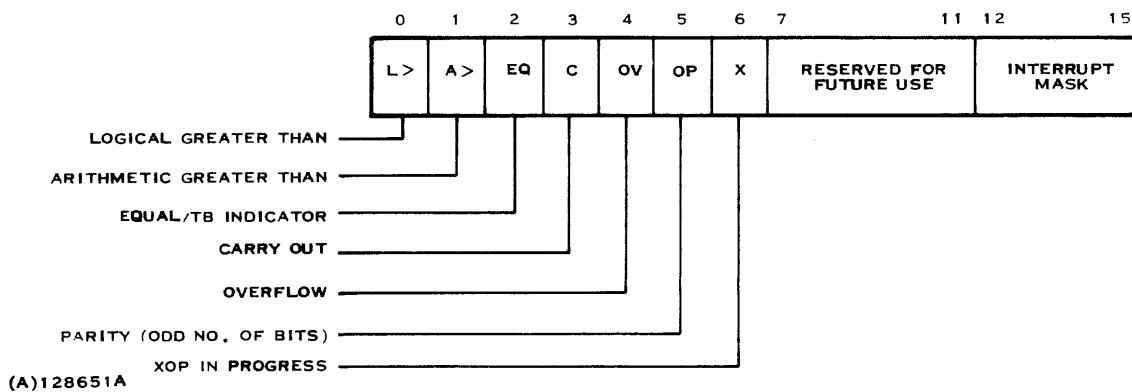 0 1 2 3 4 5 6 7 11 12 15
L> A> EQ C OV OP X RESERVED FOR FUTURE USE INTERRUPT MASK
LOGICAL GREATER THAN
ARITHMETIC GREATER THAN
EQUAL/TB INDICATOR
CARRY OUT
OVERFLOW
PARITY (ODD NO. OF BITS)
XOP IN PROGRESS
(A)128651A